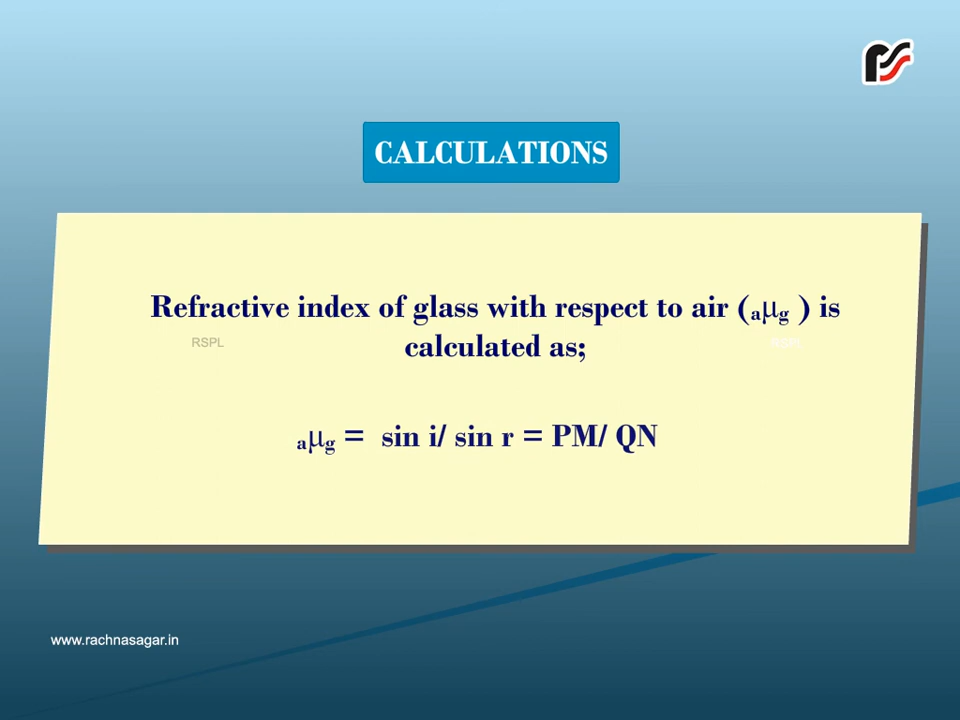 CALCULATIONS
Refractive index of glass with respect to air (aμg ) is
calculated as;
RSPL
aμg = sin i/ sin r = PM/ QN
www.rachnasagar.in